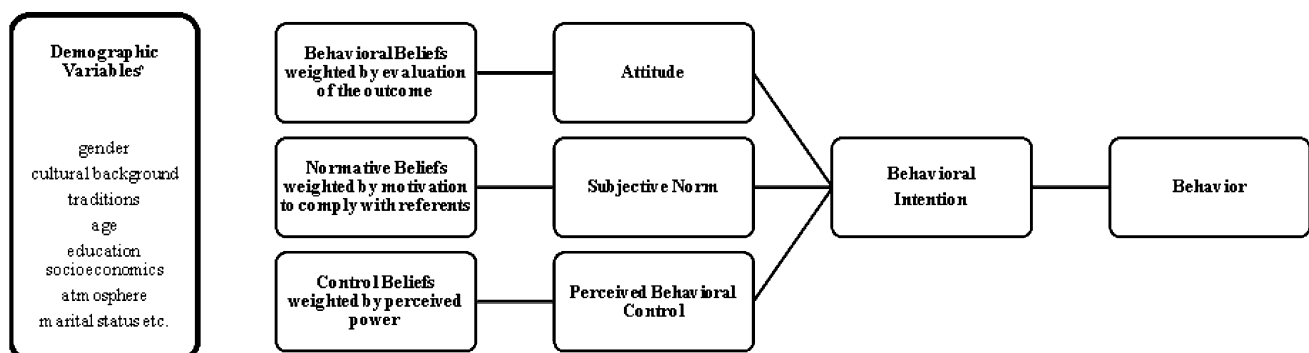 Demographic
Variables°
gender
cultural background
traditions
age
education
socioeconomics
atmosphere
marital status etc.
Behavioral Beliefs
weighted by evaluation
of the outcome
Attitude
Normative Beliefs
weighted by motivation
to comply with referents
Subjective Norm
Control Beliefs
weighted by perceived
power
Perceived Behavioral
Control
Behavioral
Intention
Behavior